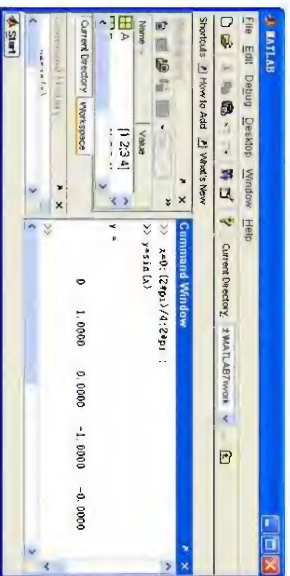 MATLAB
File Edit Debug Desktop Window Help
Current Directory:
Shortcuts How to Add What's New
Name Value
A [1 2;3 4]
Current Directory Workspace
Start
Command Window
>> x=0:(2*pi)/4:2*pi ;
>> y=sin(x)
y =
0 1.0000 0.0000 -1.0000 -0.0000
>>